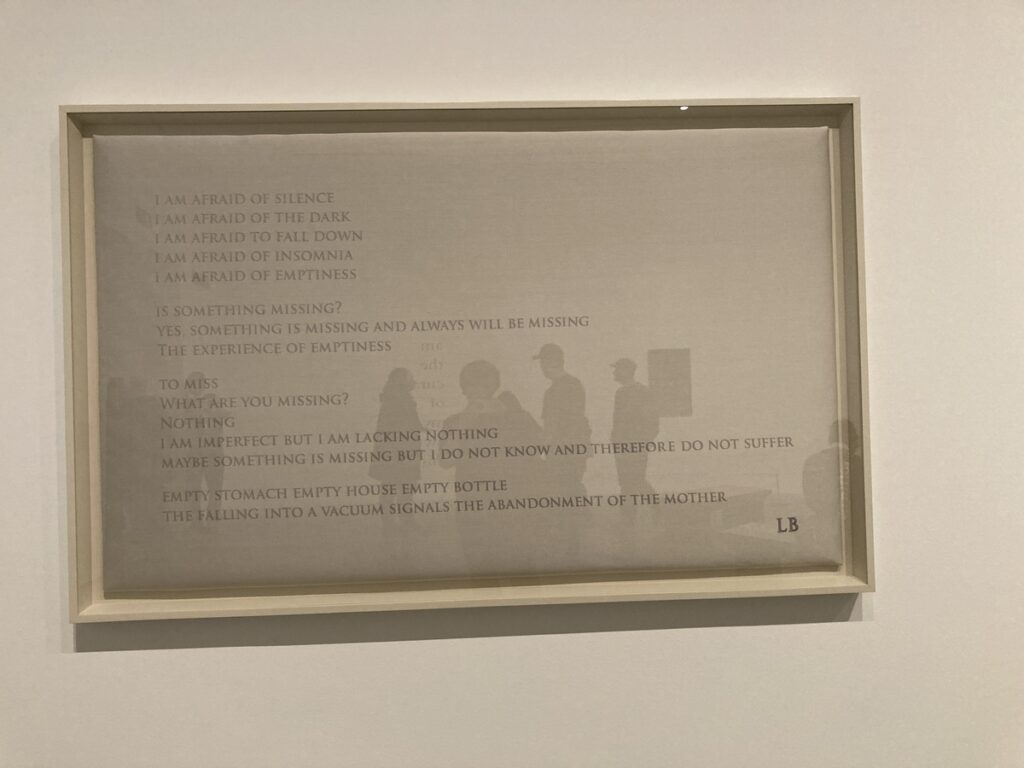 I AM AFRAID OF SILENCE
I AM AFRAID OF THE DARK
I AM AFRAID TO FALL DOWN
I AM AFRAID OF INSOMNIA
I AM AFRAID OF EMPTINESS
IS SOMETHING MISSING?
YES, SOMETHING IS MISSING AND ALWAYS WILL BE MISSING
THE EXPERIENCE OF EMPTINESS
TO MISS
WHAT ARE YOU MISSING?
NOTHING
I AM IMPERFECT BUT I AM LACKING NOTHING
MAYBE SOMETHING IS MISSING BUT I DO NOT KNOW AND THEREFORE DO NOT SUFFER
EMPTY STOMACH EMPTY HOUSE EMPTY BOTTLE
THE FALLING INTO A VACUUM SIGNALS THE ABANDONMENT OF THE MOTHER
LB